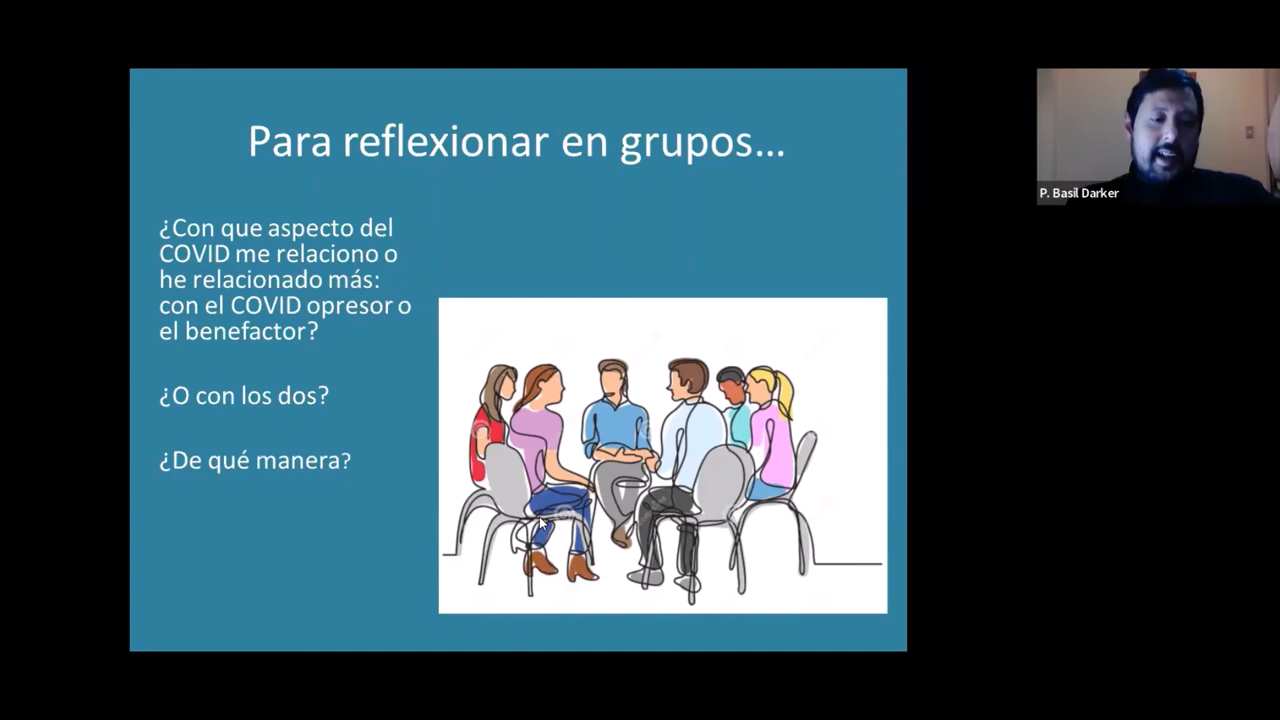 Para reflexionar en grupos...
¿Con que aspecto del
COVID me relaciono o
he relacionado más:
con el COVID opresor o
el benefactor?
¿O con los dos?
¿De qué manera?
P. Basil Darker